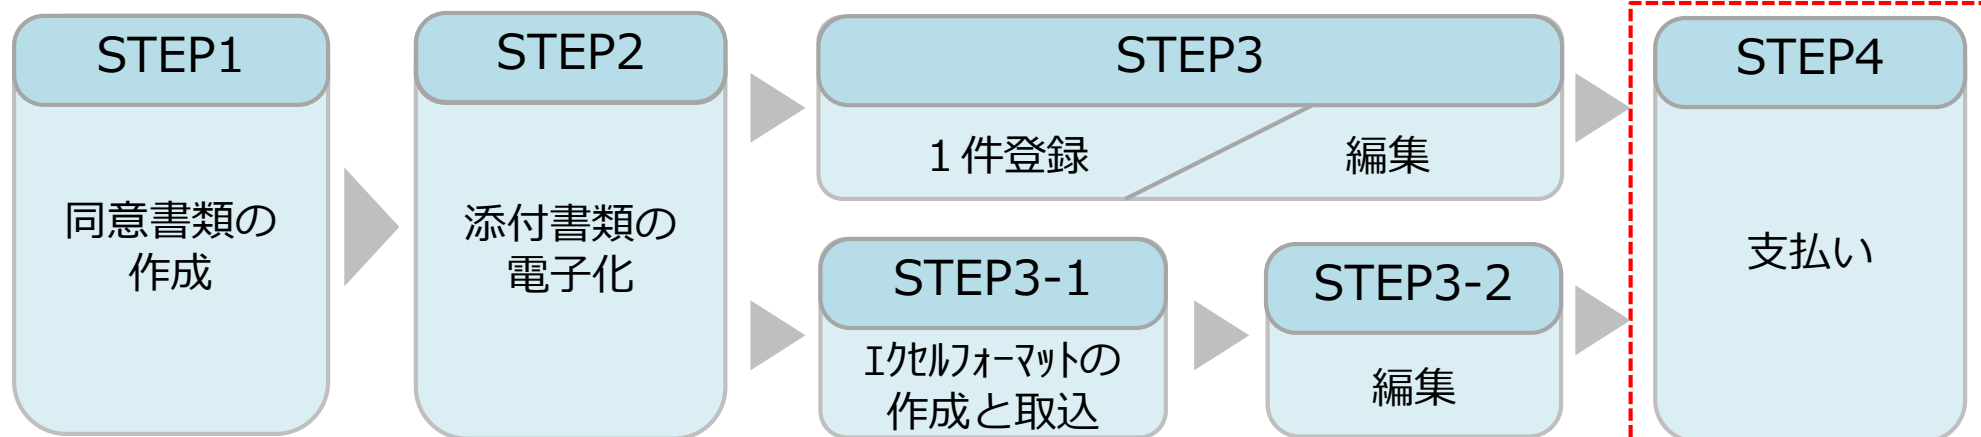 STEP1
同意書類の
作成
STEP2
添付書類の
電子化
STEP3
１件登録
編集
STEP3-1
ｴｸｾﾙﾌｫｰﾏｯﾄの
作成と取込
STEP3-2
編集
STEP4
支払い